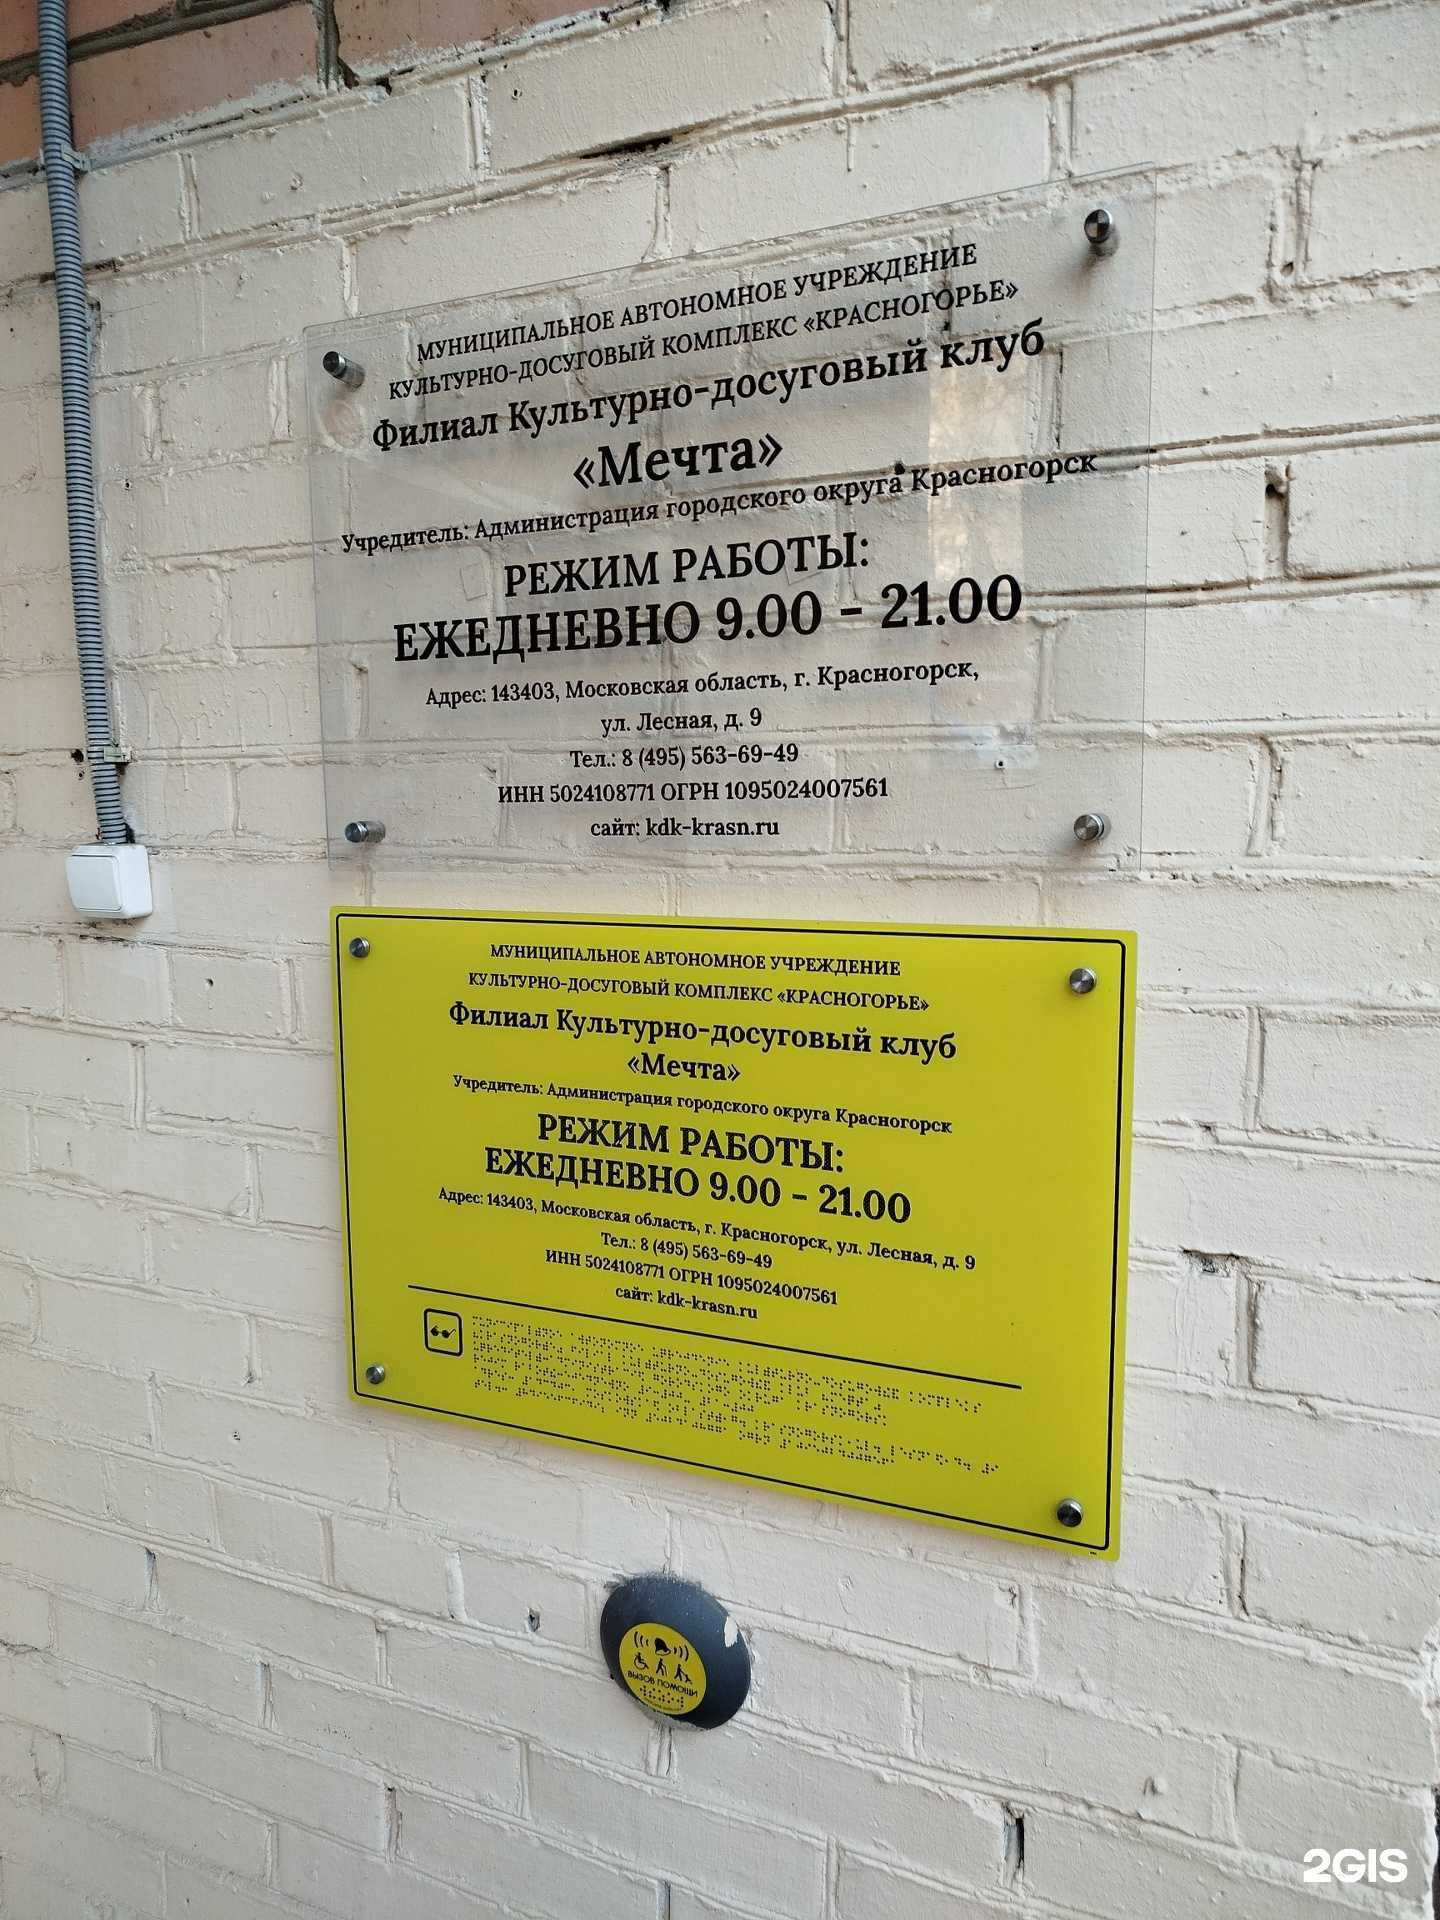 МУНИЦИПАЛЬНОЕ АВТОНОМНОЕ УЧРЕЖДЕНИЕ
КУЛЬТУРНО-ДОСУГОВЫЙ КОМПЛЕКС «КРАСНОГОРЬЕ»
Филиал Культурно-досуговый клуб
«Мечта»
Учредитель: Администрация городского округа Красногорск
РЕЖИМ РАБОТЫ:
ЕЖЕДНЕВНО 9.00 - 21.00
Адрес: 143403, Московская область, г. Красногорск,
ул. Лесная, д. 9
Тел.: 8 (495) 563-69-49
ИНН 5024108771 ОГРН 1095024007561
сайт: kdk-krasn.ru
МУНИЦИПАЛЬНОЕ АВТОНОМНОЕ УЧРЕЖДЕНИЕ
КУЛЬТУРНО-ДОСУГОВЫЙ КОМПЛЕКС «КРАСНОГОРЬЕ»
Филиал Культурно-досуговый клуб
«Мечта»
Учредитель: Администрация городского округа Красногорск
РЕЖИМ РАБОТЫ:
ЕЖЕДНЕВНО 9.00 - 21.00
Адрес: 143403, Московская область, г. Красногорск, ул. Лесная, д. 9
Тел.: 8 (495) 563-69-49
ИНН 5024108771 ОГРН 1095024007561
сайт: kdk-krasn.ru
ВЫЗОВ ПОМОЩИ
2GIS